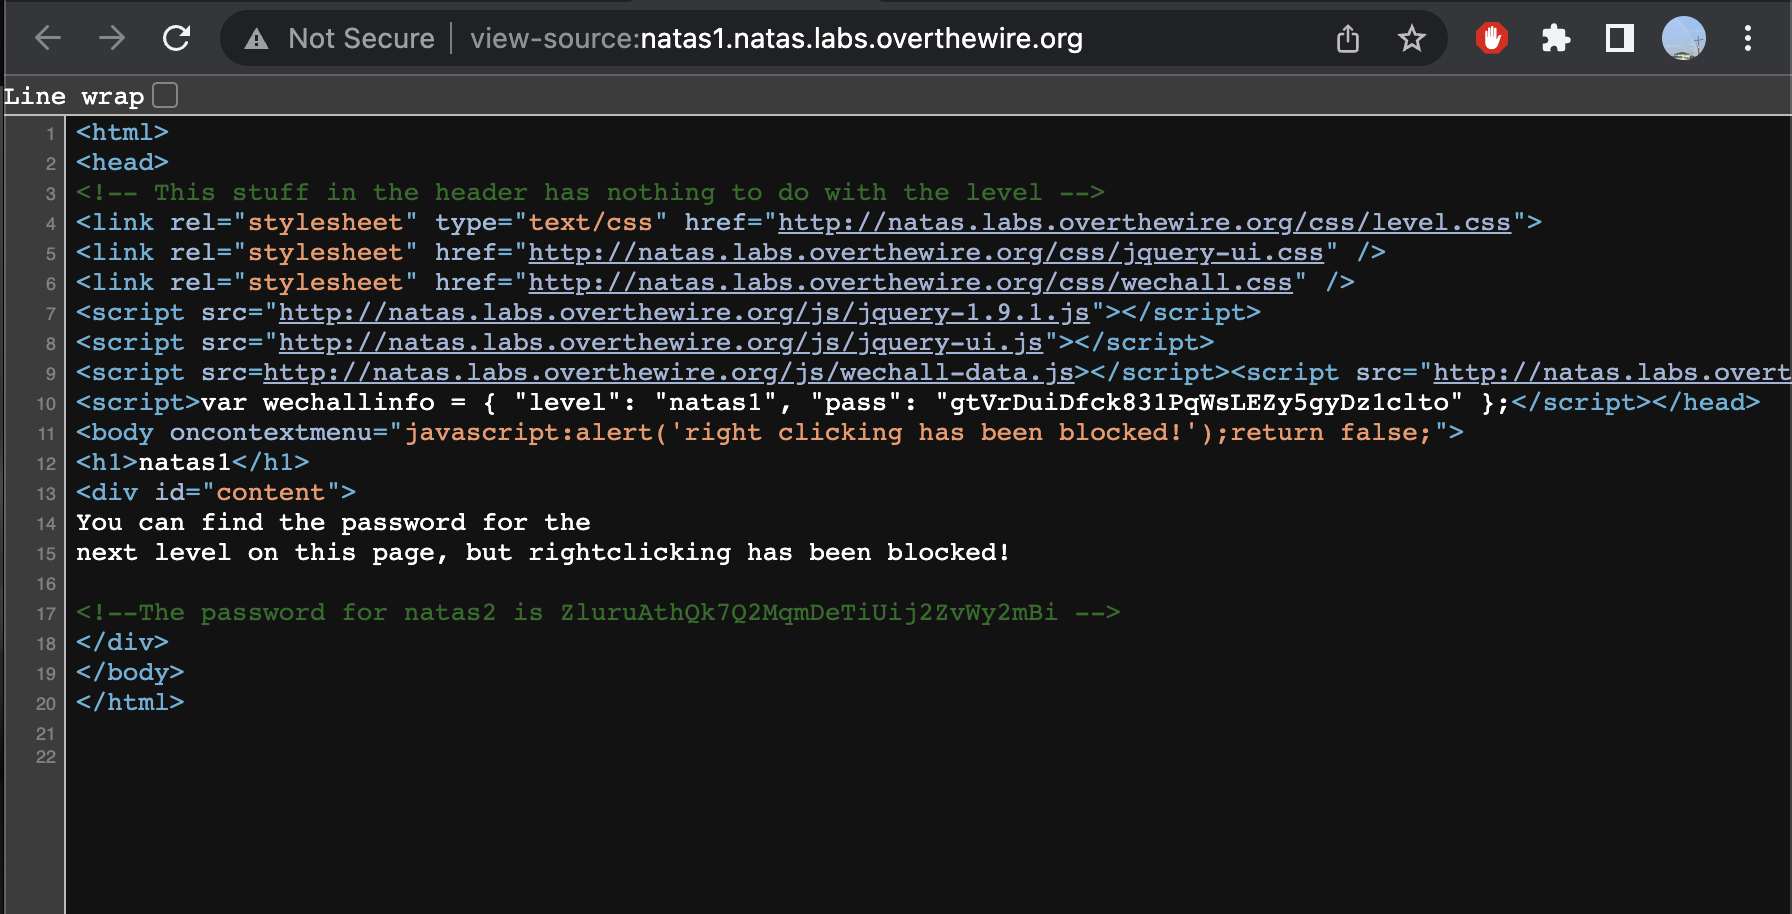 Not Secure | view-source:natas1.natas.labs.overthewire.org
Line wrap
1 <html>
2 <head>
3 <!-- This stuff in the header has nothing to do with the level -->
4 <link rel="stylesheet" type="text/css" href="http://natas.labs.overthewire.org/css/level.css">
5 <link rel="stylesheet" href="http://natas.labs.overthewire.org/css/jquery-ui.css" />
6 <link rel="stylesheet" href="http://natas.labs.overthewire.org/css/wechall.css" />
7 <script src="http://natas.labs.overthewire.org/js/jquery-1.9.1.js"></script>
8 <script src="http://natas.labs.overthewire.org/js/jquery-ui.js"></script>
9 <script src=http://natas.labs.overthewire.org/js/wechall-data.js></script><script src="http://natas.labs.overt
10 <script>var wechallinfo = { "level": "natas1", "pass": "gtVrDuiDfck831PqWsLEZy5gyDz1clto" };</script></head>
11 <body oncontextmenu="javascript:alert('right clicking has been blocked!');return false;">
12 <h1>natas1</h1>
13 <div id="content">
14 You can find the password for the
15 next level on this page, but rightclicking has been blocked!
16
17 <!--The password for natas2 is ZluruAthQk7Q2MqmDeTiUij2ZvWy2mBi -->
18 </div>
19 </body>
20 </html>
21
22